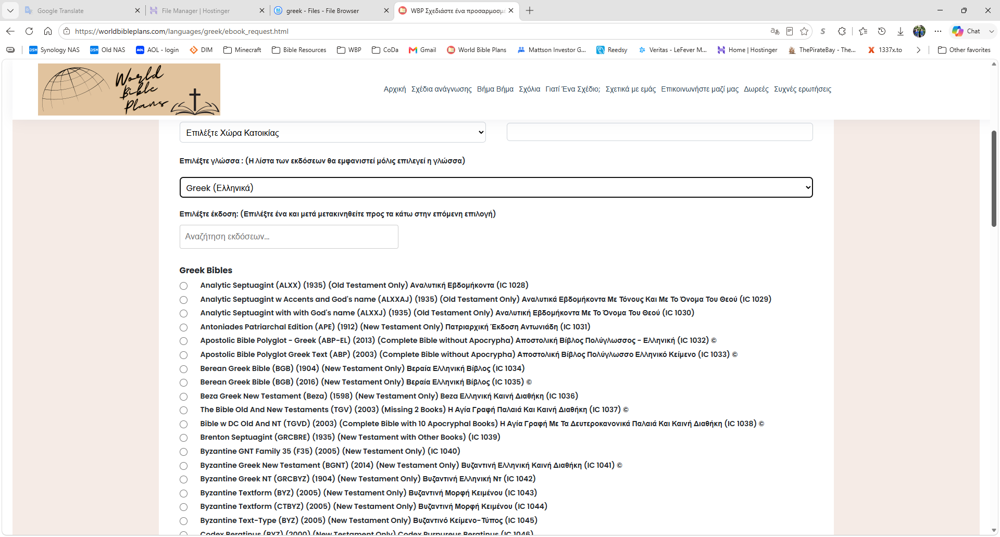 Google Translate
File Manager | Hostinger
greek - Files - File Browser
WBP Σχεδιάστε ένα προσαρμοσμέ
https://worldbibleplans.com/languages/greek/ebook_request.html
Chat
Synology NAS
Old NAS
AOL - login
DIM
Minecraft
Bible Resources
WBP
CoDa
Gmail
World Bible Plans
Mattson Investor G...
Reedsy
Veritas - LeFever M...
Home | Hostinger
ThePirateBay - The...
1337x.to
Other favorites
World
Bible
Plans
Αρχική Σχέδια ανάγνωσης Βήμα Βήμα Σχόλια Γιατί Ένα Σχέδιο; Σχετικά με εμάς Επικοινωνήστε μαζί μας Δωρεές Συχνές ερωτήσεις
Επιλέξτε Χώρα Κατοικίας
Επιλέξτε γλώσσα : (Η λίστα των εκδόσεων θα εμφανιστεί μόλις επιλεγεί η γλώσσα)
Greek (Ελληνικά)
Επιλέξτε έκδοση: (Επιλέξτε ένα και μετά μετακινηθείτε προς τα κάτω στην επόμενη επιλογή)
Αναζήτηση εκδόσεων...
Greek Bibles
Analytic Septuagint (ALXX) (1935) (Old Testament Only) Αναλυτική Εβδομήκοντα (IC 1028)
Analytic Septuagint w Accents and God's name (ALXXAJ) (1935) (Old Testament Only) Αναλυτικά Εβδομήκοντα Με Τόνους Και Με Το Όνομα Του Θεού (IC 1029)
Analytic Septuagint with with God's name (ALXXJ) (1935) (Old Testament Only) Αναλυτική Εβδομήκοντα Με Το Όνομα Του Θεού (IC 1030)
Antoniades Patriarchal Edition (APE) (1912) (New Testament Only) Πατριαρχική Έκδοση Αντωνιάδη (IC 1031)
Apostolic Bible Polyglot - Greek (ABP-EL) (2013) (Complete Bible without Apocrypha) Αποστολική Βίβλος Πολύγλωσσος - Ελληνική (IC 1032) ©
Apostolic Bible Polyglot Greek Text (ABP) (2003) (Complete Bible without Apocrypha) Αποστολική Βίβλος Πολύγλωσσο Ελληνικό Κείμενο (IC 1033) ©
Berean Greek Bible (BGB) (1904) (New Testament Only) Βεραία Ελληνική Βίβλος (IC 1034)
Berean Greek Bible (BGB) (2016) (New Testament Only) Βεραία Ελληνική Βίβλος (IC 1035) ©
Beza Greek New Testament (Beza) (1598) (New Testament Only) Beza Ελληνική Καινή Διαθήκη (IC 1036)
The Bible Old And New Testaments (TGV) (2003) (Missing 2 Books) Η Αγία Γραφή Παλαιά Και Καινή Διαθήκη (IC 1037) ©
Bible w DC Old And NT (TGVD) (2003) (Complete Bible with 10 Apocryphal Books) Η Αγία Γραφή Με Τα Δευτεροκανονικά Παλαιά Και Καινή Διαθήκη (IC 1038) ©
Brenton Septuagint (GRCBRE) (1935) (New Testament with Other Books) (IC 1039)
Byzantine GNT Family 35 (F35) (2005) (New Testament Only) (IC 1040)
Byzantine Greek New Testament (BGNT) (2014) (New Testament Only) Βυζαντινή Ελληνική Καινή Διαθήκη (IC 1041) ©
Byzantine Greek NT (GRCBYZ) (1904) (New Testament Only) Βυζαντινή Ελληνική Ντ (IC 1042)
Byzantine Textform (BYZ) (2005) (New Testament Only) Βυζαντινή Μορφή Κειμένου (IC 1043)
Byzantine Textform (CTBYZ) (2005) (New Testament Only) Βυζαντινή Μορφή Κειμένου (IC 1044)
Byzantine Text-Type (BYZ) (2005) (New Testament Only) Βυζαντινό Κείμενο-Τύπος (IC 1045)
Codex Beratinus (BYZ) (2000) (New Testament Only) Codex Purpureus Beratinus (IC 1046)